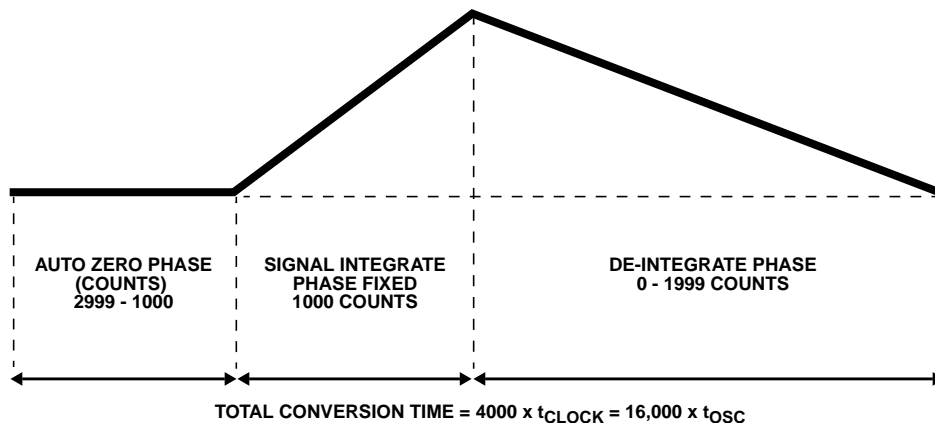 AUTO ZERO PHASE
(COUNTS)
2999 - 1000
SIGNAL INTEGRATE
PHASE FIXED
1000 COUNTS
DE-INTEGRATE PHASE
0 - 1999 COUNTS
TOTAL CONVERSION TIME = 4000 x tCLOCK = 16,000 x tOSC